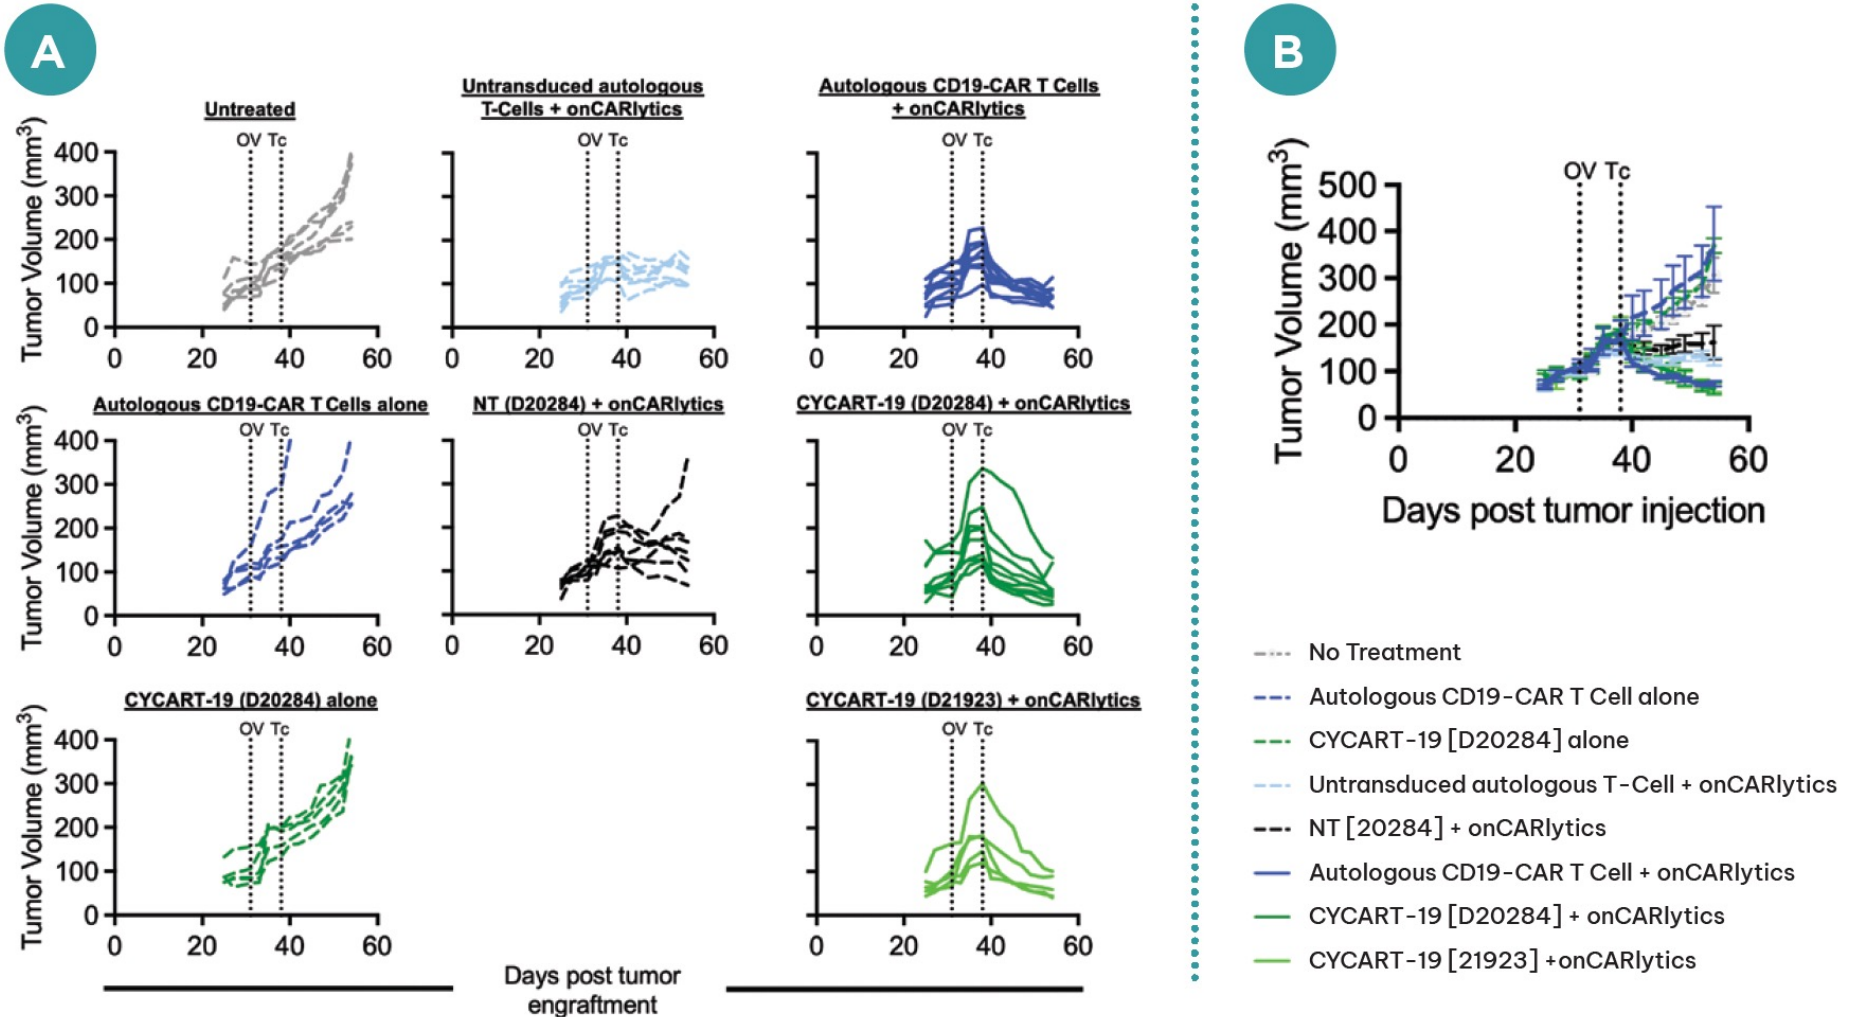 A
Untreated
OV Tc
Tumor Volume (mm³)
400
300
200
100
0
0 20 40 60
Untransduced autologous
T-Cells + onCARlytics
OV Tc
0 20 40 60
Autologous CD19-CAR T Cells
+ onCARlytics
OV Tc
0 20 40 60
Autologous CD19-CAR T Cells alone
OV Tc
Tumor Volume (mm³)
400
300
200
100
0
0 20 40 60
NT (D20284) + onCARlytics
OV Tc
0 20 40 60
CYCART-19 (D20284) + onCARlytics
OV Tc
0 20 40 60
CYCART-19 (D20284) alone
OV Tc
Tumor Volume (mm³)
400
300
200
100
0
0 20 40 60
CYCART-19 (D21923) + onCARlytics
OV Tc
0 20 40 60
Days post tumor
engraftment
B
OV Tc
Tumor Volume (mm³)
500
400
300
200
100
0
0 20 40 60
Days post tumor injection
No Treatment
Autologous CD19-CAR T Cell alone
CYCART-19 [D20284] alone
Untransduced autologous T-Cell + onCARlytics
NT [20284] + onCARlytics
Autologous CD19-CAR T Cell + onCARlytics
CYCART-19 [D20284] + onCARlytics
CYCART-19 [21923] +onCARlytics